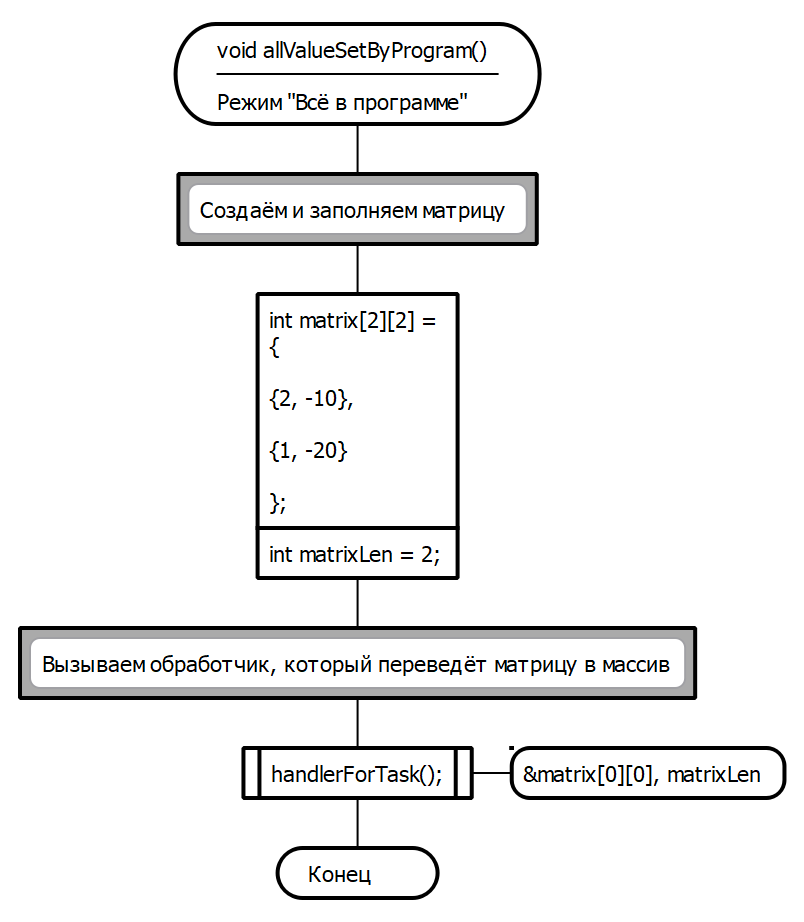 void allValueSetByProgram()
Режим "Всё в программе"
Создаём и заполняем матрицу
int matrix[2][2] =
{
{2, -10},
{1, -20}
};
int matrixLen = 2;
Вызываем обработчик, который переведёт матрицу в массив
handlerForTask();
&matrix[0][0], matrixLen
Конец